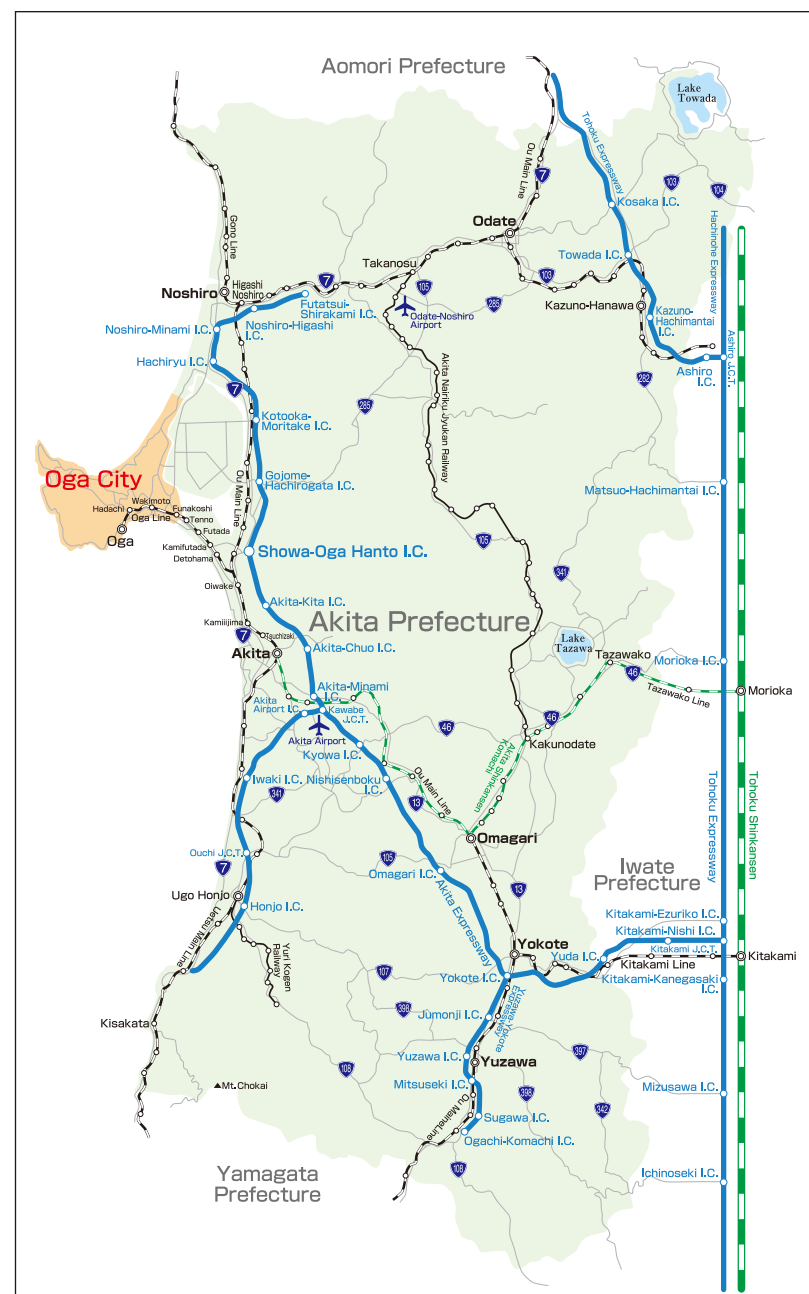 Aomori Prefecture
Lake
Towada
Tohoku Expressway
Ou Main Line
7
103
104
Kosaka I.C.
Hachinohe Expressway
Gono Line
Odate
Towada I.C.
Takanosu
7
105
103
Higashi
Noshiro
Noshiro
Futatsui-
Shirakami I.C.
Odate-Noshiro
Airport
285
Kazuno-Hanawa
Kazuno-
Hachimantai
I.C.
Noshiro-Minami I.C.
Noshiro-Higashi
I.C.
Ashiro J.C.T.
Hachiryu I.C.
Ashiro
I.C.
7
282
Akita Nairiku Jyukan Railway
285
Kotooka-
Moritake I.C.
Oga City
Ou Main Line
Gojome-
Hachirogata I.C.
Matsuo-Hachimantai I.C.
Wakimoto
Hadachi
Funakoshi
Oga Line
Tenno
Oga
Futada
105
Kamifutada
Detohama
Showa-Oga Hanto I.C.
341
Oiwake
Akita-Kita I.C.
Kamiiijima
Akita Prefecture
7
Tsuchizaki
Lake
Tazawa
Akita
Akita-Chuo I.C.
Tazawako
Morioka I.C.
46
Tazawako Line
Morioka
Akita-Minami
I.C.
Akita
Airport I.C.
Kawabe
J.C.T.
46
46
Akita Airport
Kakunodate
Kyowa I.C.
Akita Shinkansen
Komachi
Iwaki I.C.
Nishisenboku
I.C.
Ou Main Line
341
13
Tohoku Expressway
Tohoku Shinkansen
Omagari
Ouchi J.C.T.
105
7
Omagari I.C.
Iwate
Prefecture
13
Ugo Honjo
Akita Expressway
Honjo I.C.
Kitakami-Ezuriko I.C.
Uetsu Main Line
Kitakami-Nishi I.C.
Yokote
Kitakami J.C.T.
Yuri Kogen
Railway
Yuda I.C.
Kitakami Line
Kitakami
107
Yokote I.C.
Kitakami-Kanegasaki
I.C.
Yuzawa-Yokote
Expressway
398
Jumonji I.C.
Kisakata
397
Yuzawa I.C.
Yuzawa
108
Mt.Chokai
Mitsuseki I.C.
398
Mizusawa I.C.
342
Ou MaineLine
Sugawa I.C.
Ogachi-Komachi I.C.
108
Yamagata
Prefecture
Ichinoseki I.C.